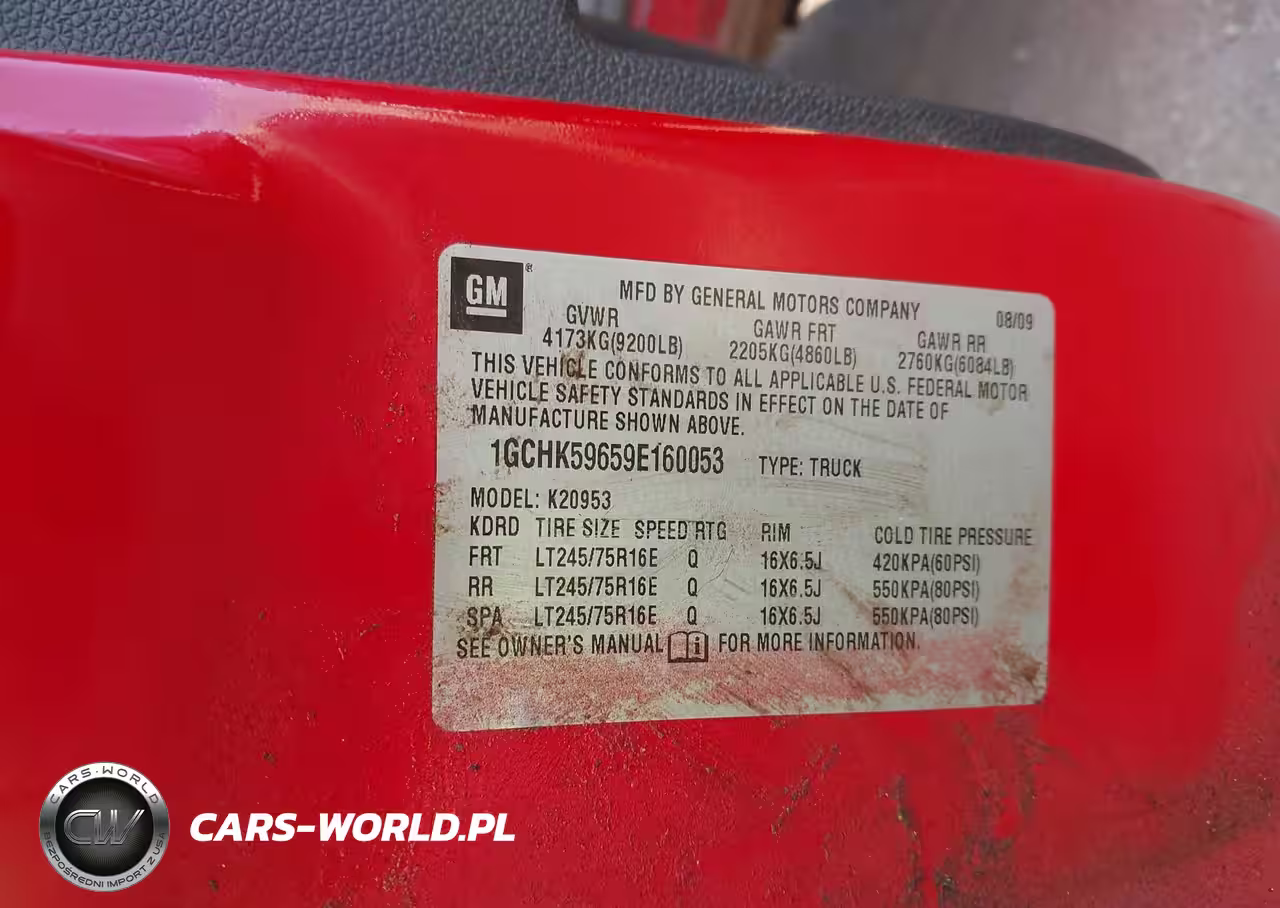 GM®
MFD BY GENERAL MOTORS COMPANY 08/09
GVWR GAWR FRT GAWR RR
4173KG(9200LB) 2205KG(4860LB) 2760KG(6084LB)
THIS VEHICLE CONFORMS TO ALL APPLICABLE U.S. FEDERAL MOTOR
VEHICLE SAFETY STANDARDS IN EFFECT ON THE DATE OF
MANUFACTURE SHOWN ABOVE.
1GCHK59659E160053 TYPE: TRUCK
MODEL: K20953
KDRD TIRE SIZE SPEED RTG RIM COLD TIRE PRESSURE
FRT LT245/75R16E Q 16X6.5J 420KPA(60PSI)
RR LT245/75R16E Q 16X6.5J 550KPA(80PSI)
SPA LT245/75R16E Q 16X6.5J 550KPA(80PSI)
SEE OWNER'S MANUAL i FOR MORE INFORMATION.
CARS-WORLD
CW
BEZPOŚREDNI IMPORT Z USA
CARS-WORLD.PL